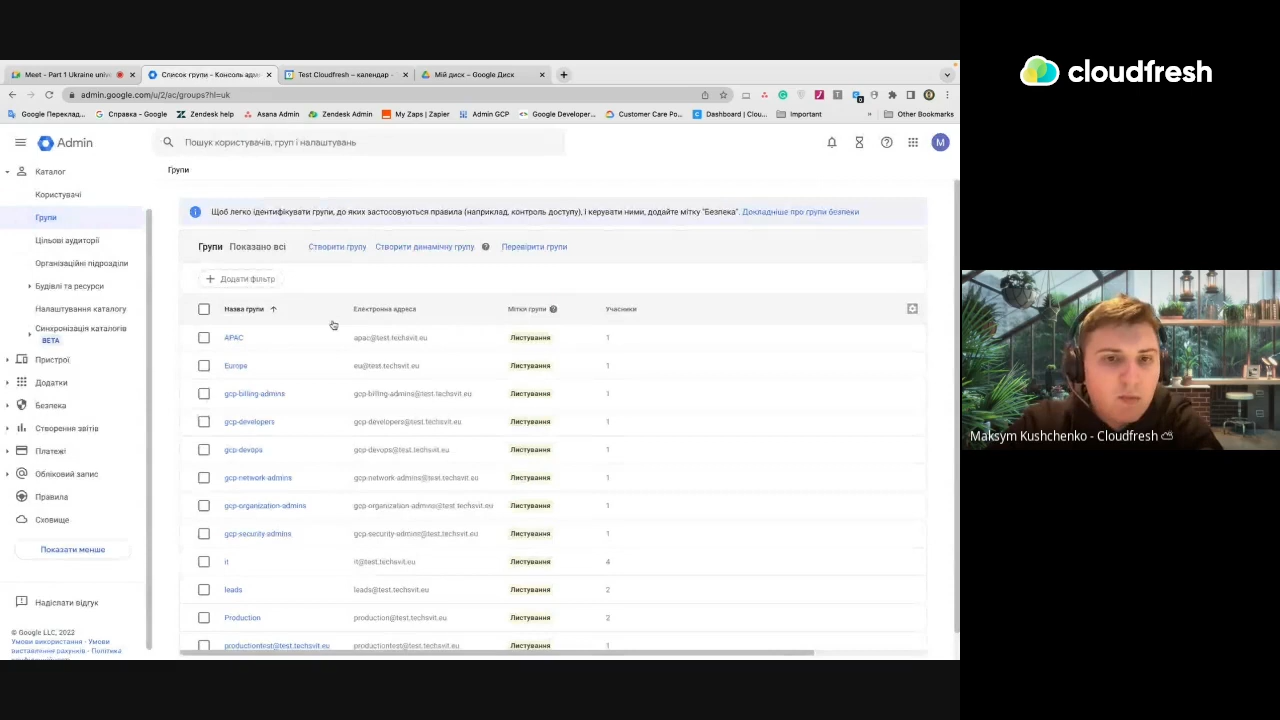 Meet - Part 1 Ukraine univ
Список групи - Консоль адм
Test Cloudfresh – календар -
Мій диск – Google Диск
admin.google.com/u/2/ac/groups?hl=uk
Google Переклад...
Справка - Google
Zendesk help
Asana Admin
Zendesk Admin
My Zaps | Zapier
Admin GCP
Google Developer...
Customer Care Po...
Dashboard | Clou...
Important
»
Other Bookmarks
Admin
Пошук користувачів, груп і налаштувань
M
Каталог
Користувачі
Групи
Цільові аудиторії
Організаційні підрозділи
Будівлі та ресурси
Налаштування каталогу
Синхронізація каталогів
BETA
Пристрої
Додатки
Безпека
Створення звітів
Платежі
Обліковий запис
Правила
Сховище
Показати менше
Надіслати відгук
© Google LLC, 2022
Умови використання - Умови
виставлення рахунків - Політика
Групи
Щоб легко ідентифікувати групи, до яких застосовуються правила (наприклад, контроль доступу), і керувати ними, додайте мітку "Безпека". Докладніше про групи безпеки
Групи Показано всі Створити групу Створити динамічну групу Перевірити групи
+ Додати фільтр
Назва групи ↑ Електронна адреса Мітки групи Учасники
APAC apac@test.techsvit.eu Листування 1
Europe eu@test.techsvit.eu Листування 1
gcp-billing-admins gcp-billing-admins@test.techsvit.eu Листування 1
gcp-developers gcp-developers@test.techsvit.eu Листування 1
gcp-devops gcp-devops@test.techsvit.eu Листування 1
gcp-network-admins gcp-network-admins@test.techsvit.eu Листування 1
gcp-organization-admins gcp-organization-admins@test.techsvit.eu Листування 1
gcp-security-admins gcp-security-admins@test.techsvit.eu Листування 1
it it@test.techsvit.eu Листування 4
leads leads@test.techsvit.eu Листування 2
Production production@test.techsvit.eu Листування 2
productiontest@test.techsvit.eu productiontest@test.techsvit.eu Листування 1
cloudfresh
Maksym Kushchenko - Cloudfresh